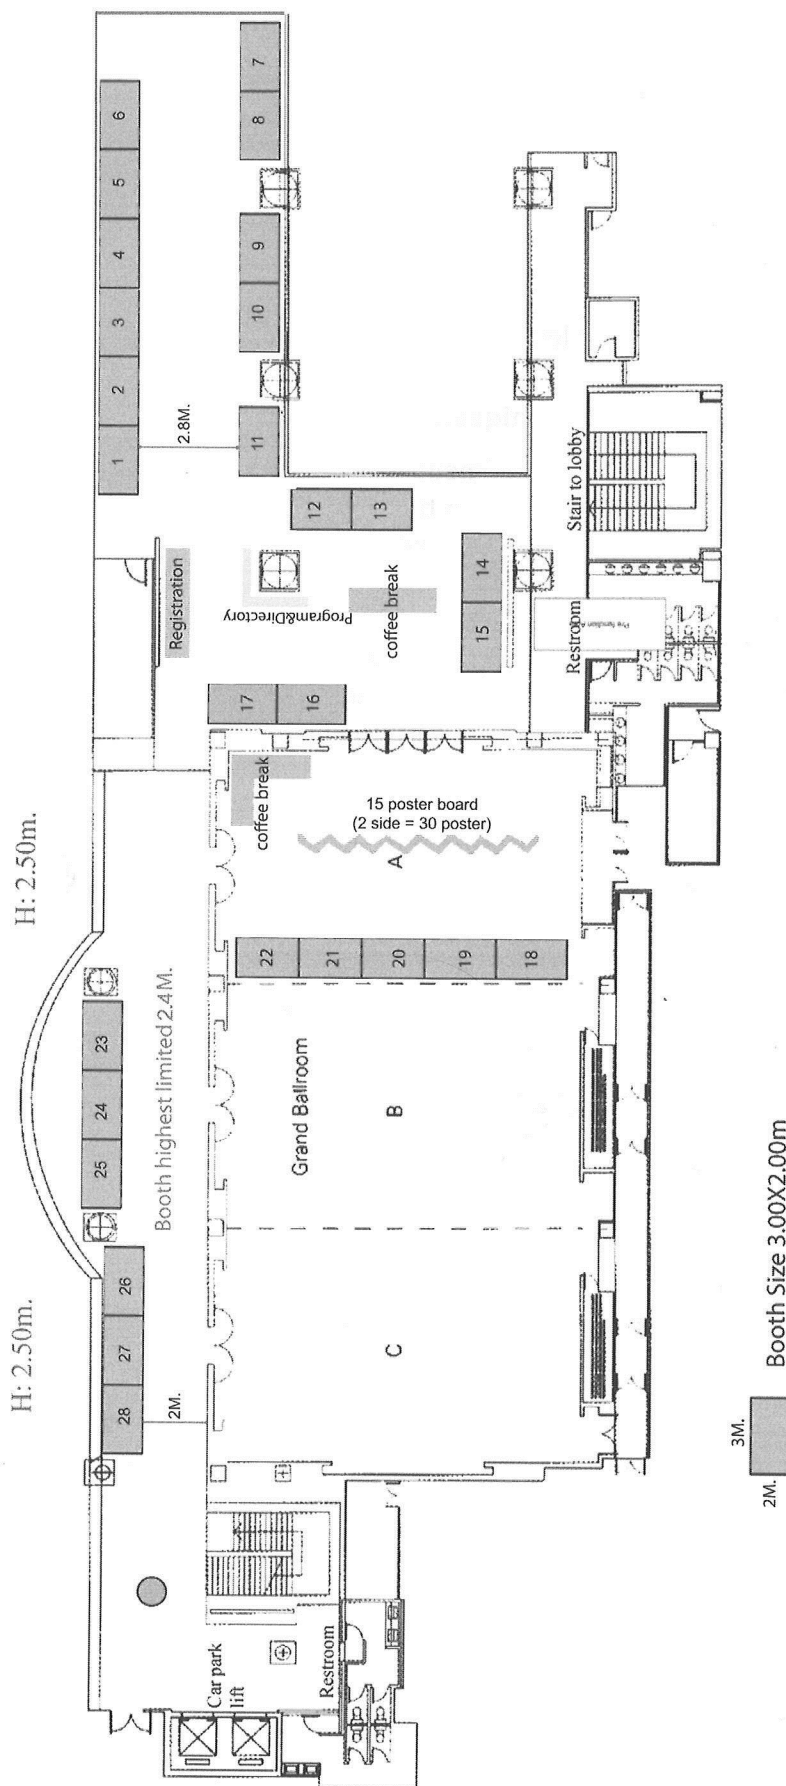 H: 2.50m.
H: 2.50m.
28
27
26
25
24
23
1
2
3
4
5
6
Booth highest limited 2.4 M.
2M.
2.8M.
Registration
17
16
11
10
9
8
7
Program&Directory
12
13
coffee break
coffee break
Car park
lift
Grand Ballroom
22
21
20
19
18
15 poster board
(2 side = 30 poster)
C
B
A
15
14
Restroom
Restroom
Stair to lobby
3M.
2M.
Booth Size 3.00X2.00m